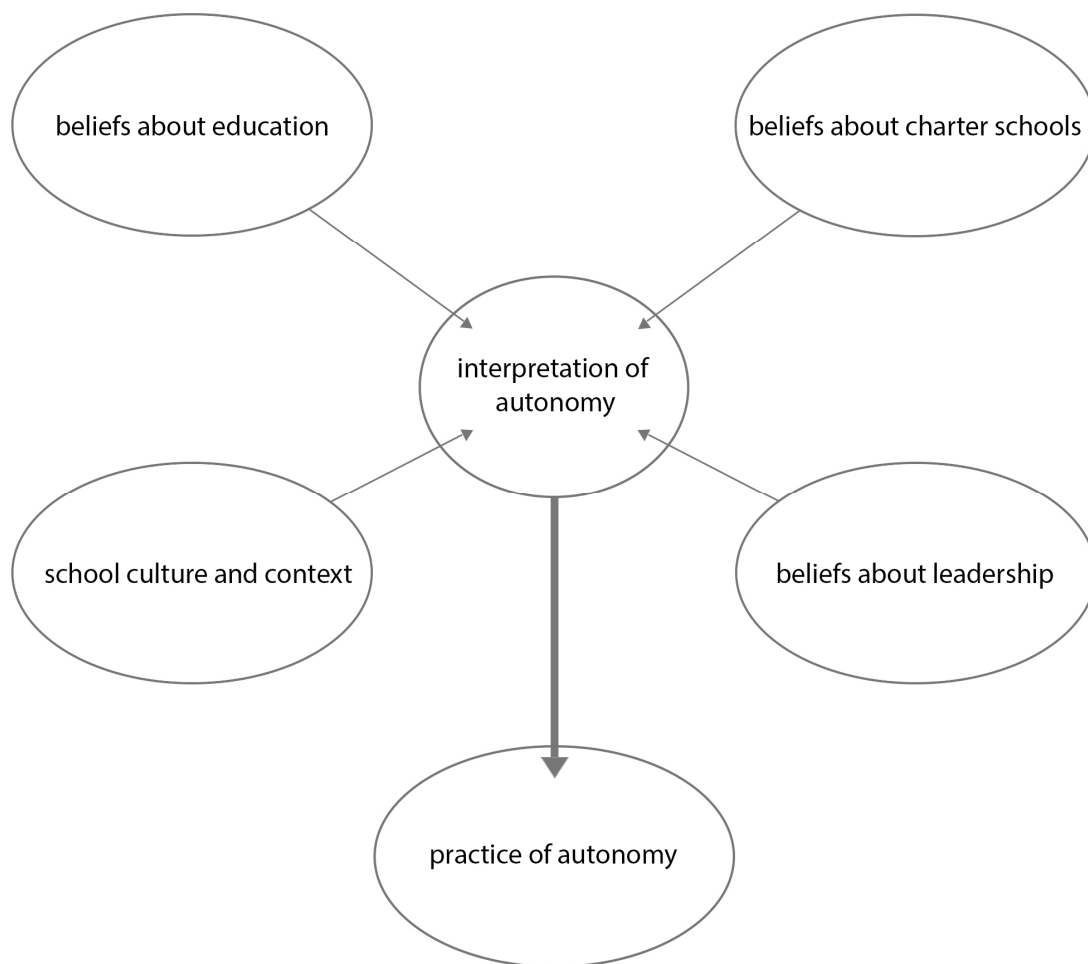 beliefs about education
beliefs about charter schools
interpretation of
autonomy
school culture and context
beliefs about leadership
practice of autonomy